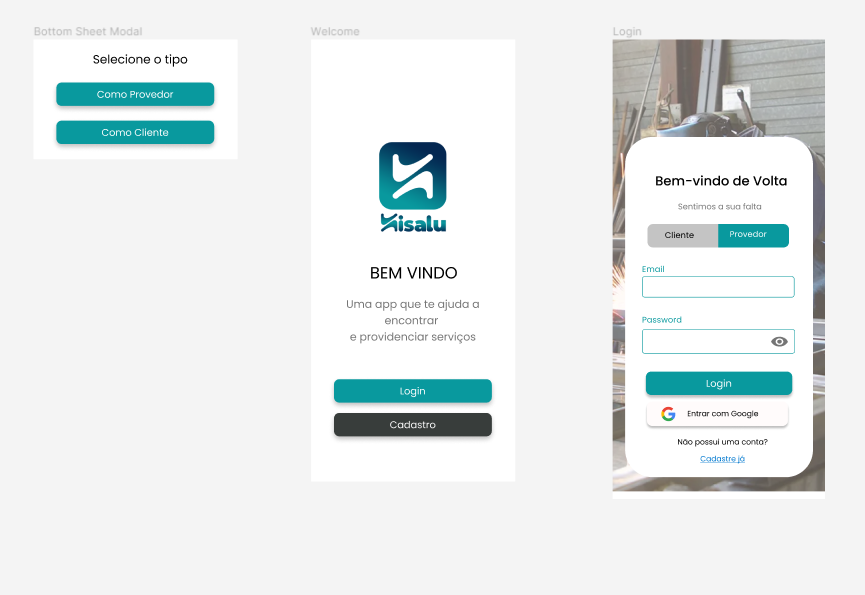 Bottom Sheet Modal
Selecione o tipo
Como Provedor
Como Cliente
Welcome
Kisalu
BEM VINDO
Uma app que te ajuda a
encontrar
e providenciar serviços
Login
Cadastro
Login
Bem-vindo de Volta
Sentimos a sua falta
Cliente
Provedor
Email
Password
Login
Entrar com Google
Não possui uma conta?
Cadastre já